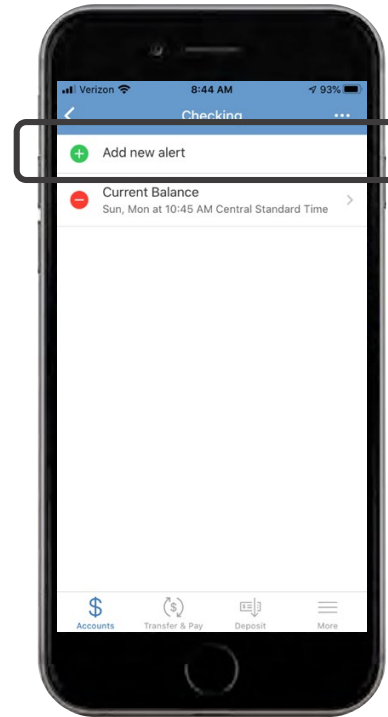 Verizon 8:44 AM 93%
Checking
Add new alert
Current Balance
Sun, Mon at 10:45 AM Central Standard Time
Accounts Transfer & Pay Deposit More